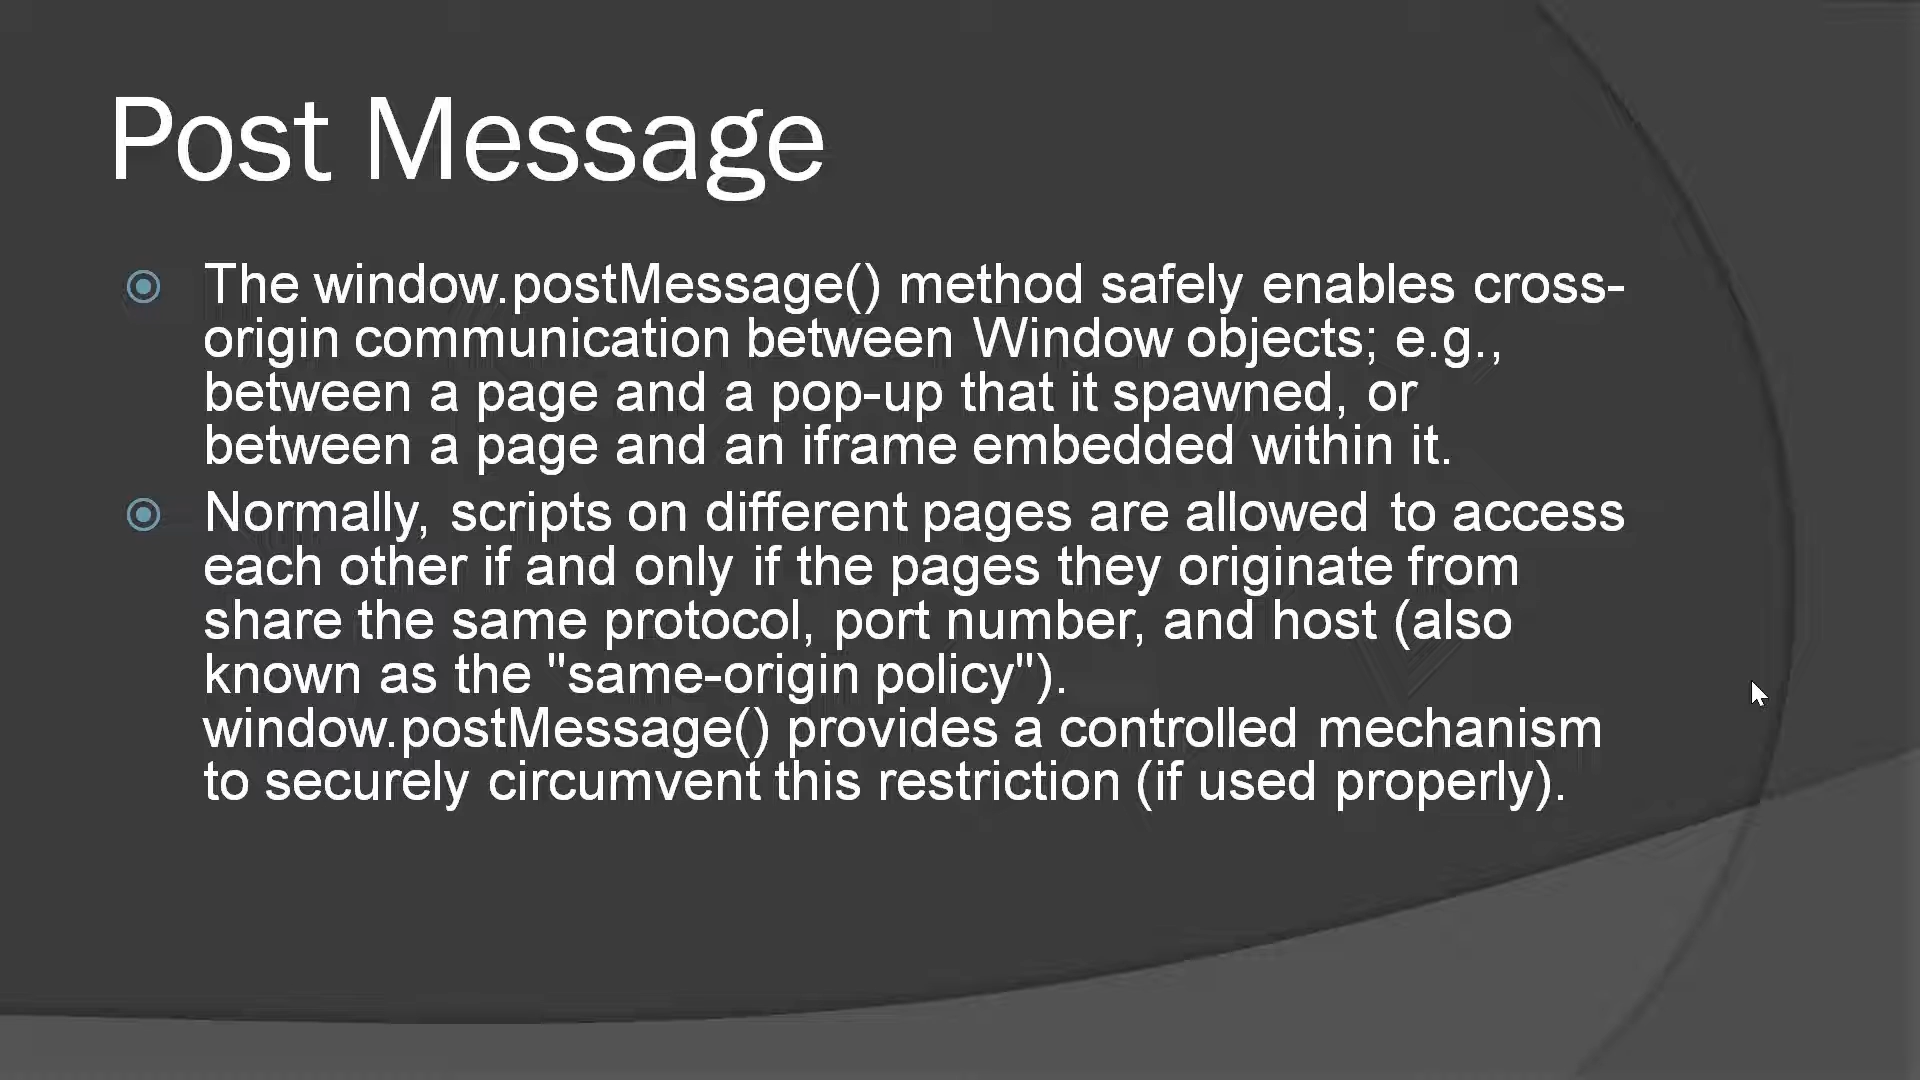 Post Message
The window.postMessage() method safely enables cross-
origin communication between Window objects; e.g.,
between a page and a pop-up that it spawned, or
between a page and an iframe embedded within it.
Normally, scripts on different pages are allowed to access
each other if and only if the pages they originate from
share the same protocol, port number, and host (also
known as the "same-origin policy").
window.postMessage() provides a controlled mechanism
to securely circumvent this restriction (if used properly).